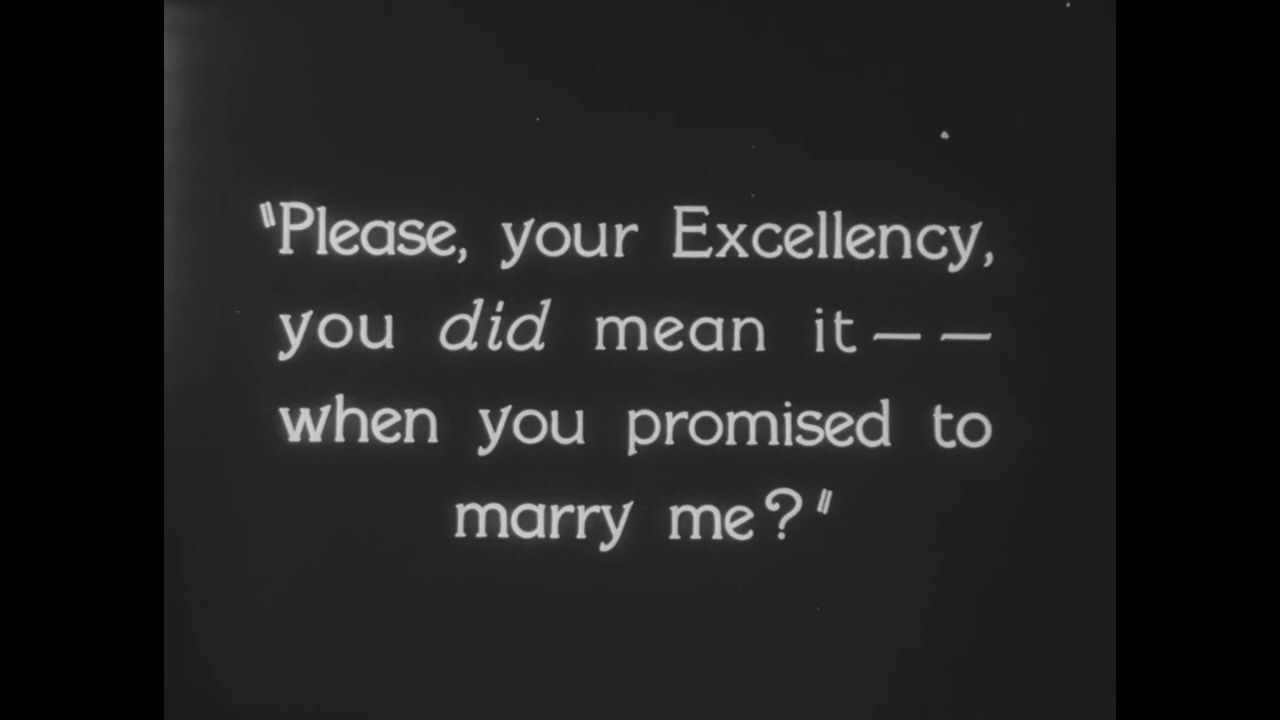 "Please, your Excellency,
you did mean it — —
when you promised to
marry me?"